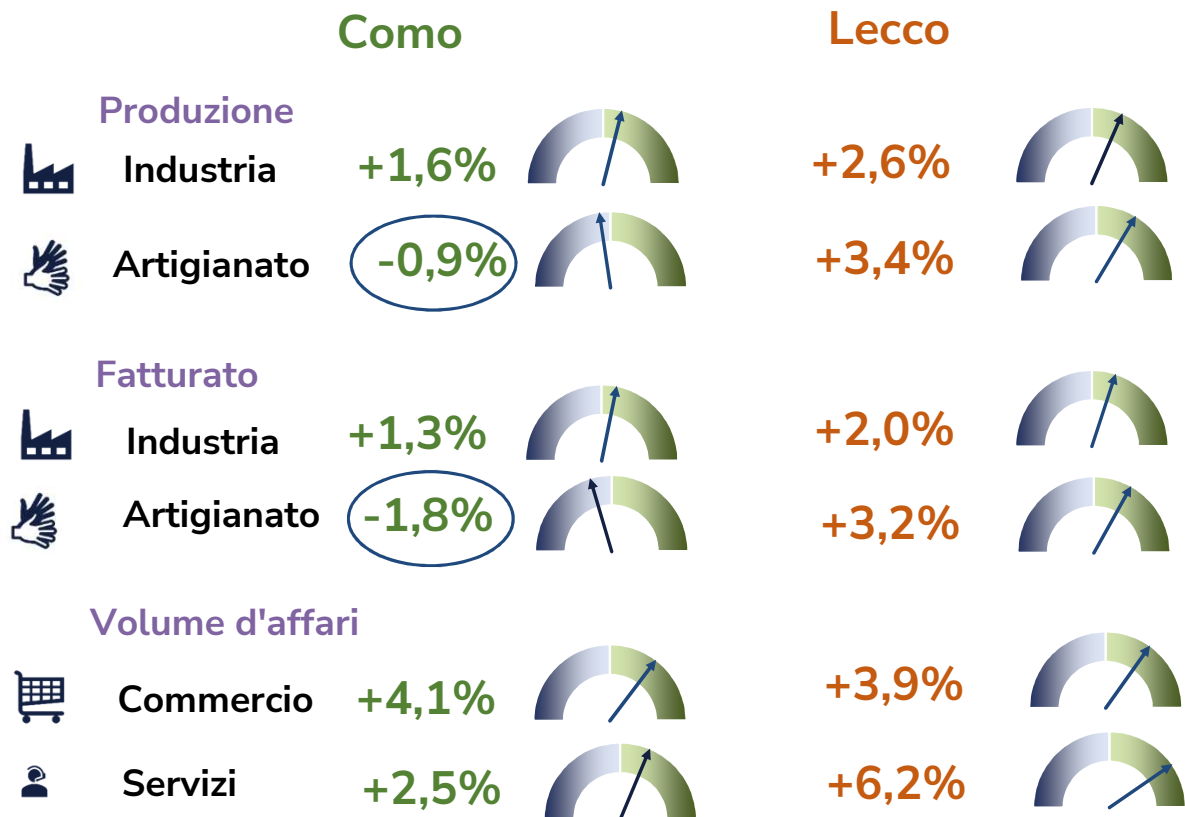 Como Lecco
Produzione
Industria +1,6% +2,6%
Artigianato -0,9% +3,4%
Fatturato
Industria +1,3% +2,0%
Artigianato -1,8% +3,2%
Volume d'affari
Commercio +4,1% +3,9%
Servizi +2,5% +6,2%